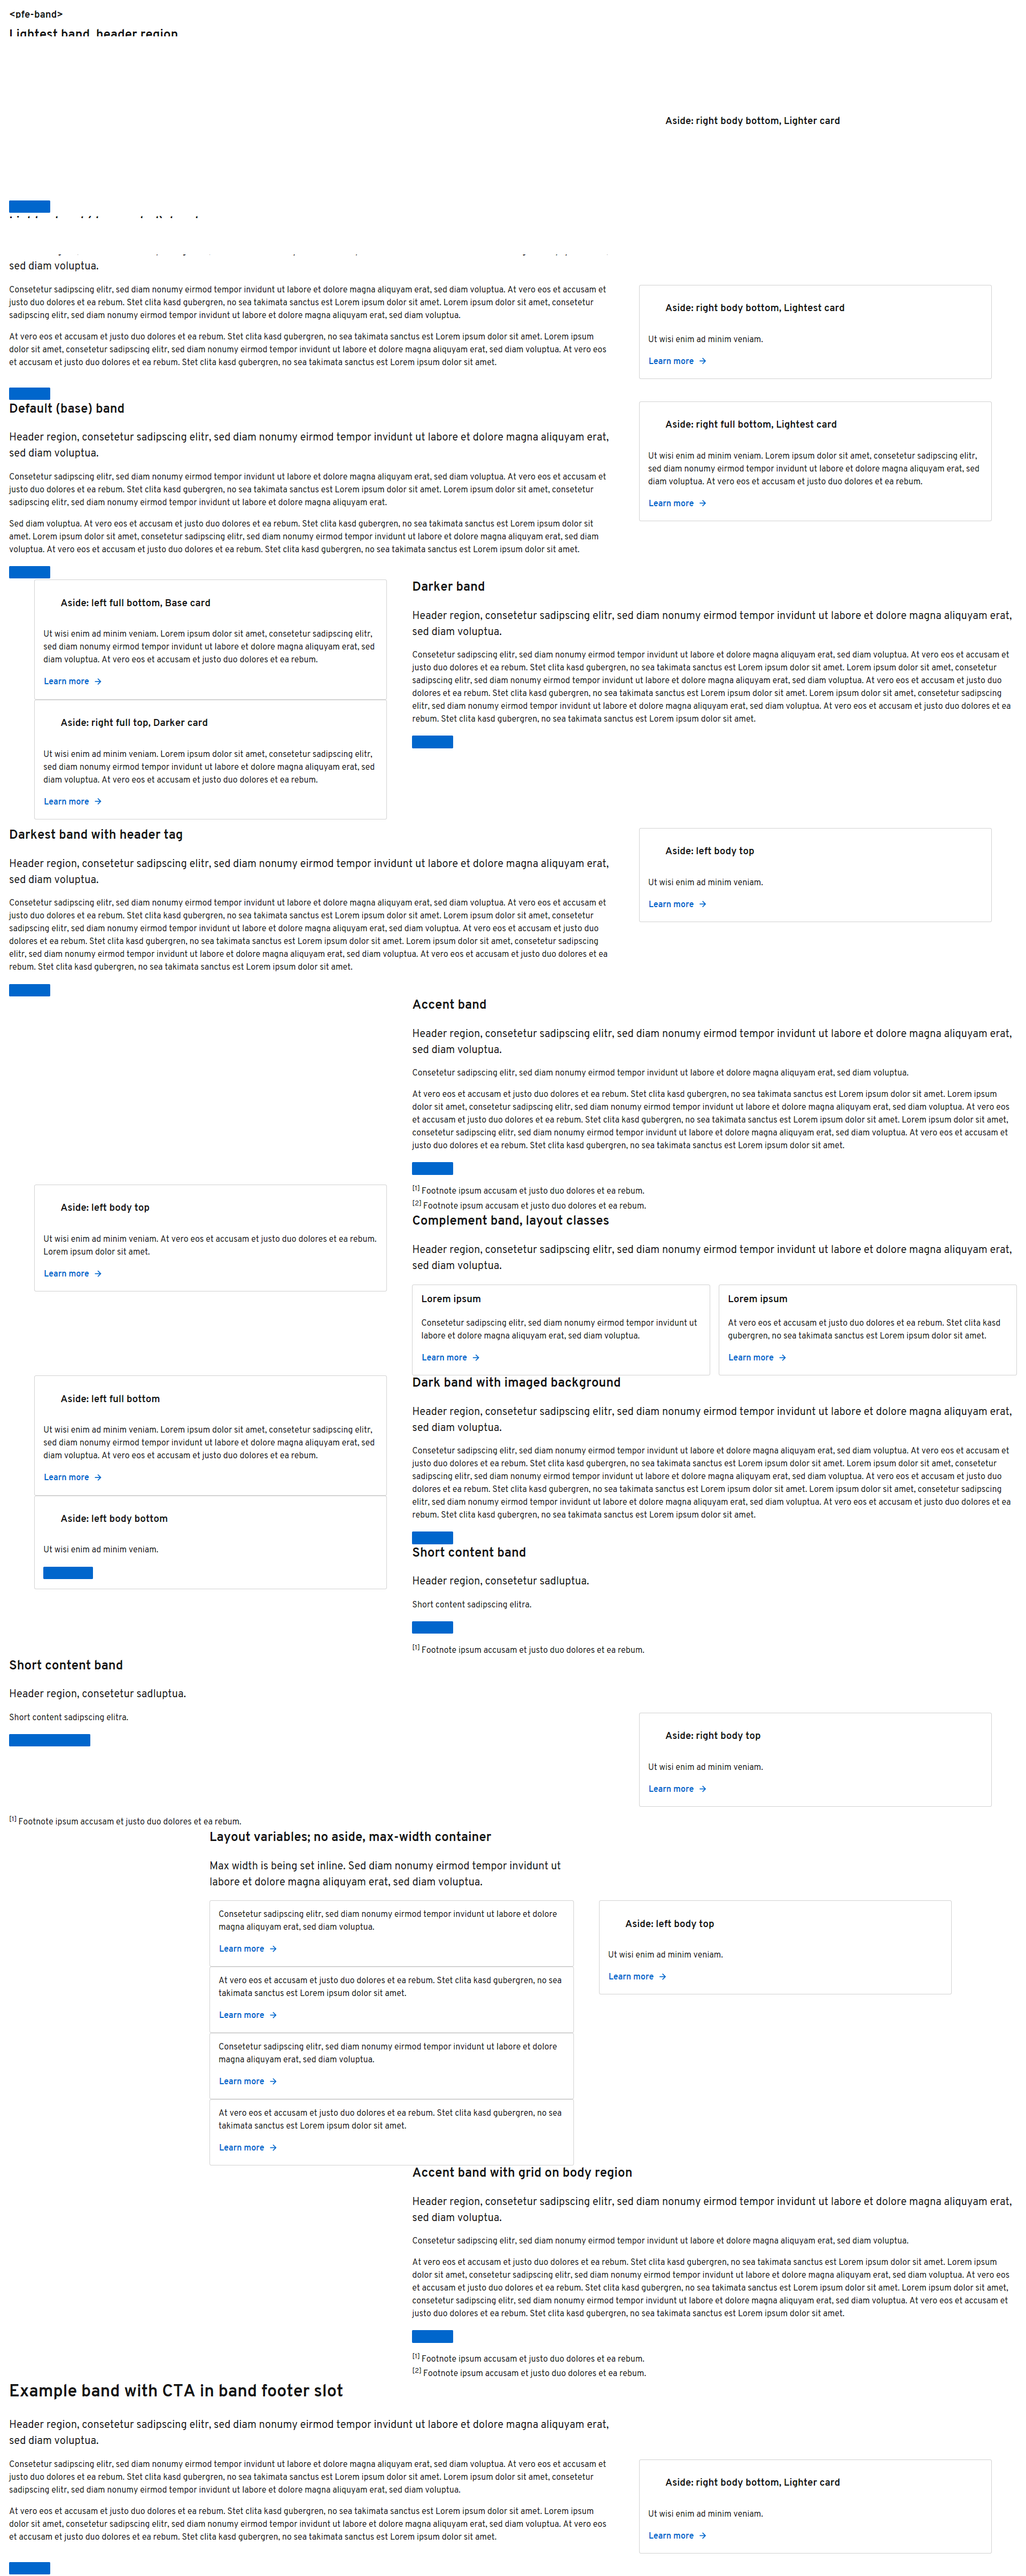 <pfe-band>
Lightest band, header region
Aside: right body bottom, Lighter card
sed diam voluptua.
Consetetur sadipscing elitr, sed diam nonumy eirmod tempor invidunt ut labore et dolore magna aliquyam erat, sed diam voluptua. At vero eos et accusam et
justo duo dolores et ea rebum. Stet clita kasd gubergren, no sea takimata sanctus est Lorem ipsum dolor sit amet. Lorem ipsum dolor sit amet, consetetur
sadipscing elitr, sed diam nonumy eirmod tempor invidunt ut labore et dolore magna aliquyam erat, sed diam voluptua.
At vero eos et accusam et justo duo dolores et ea rebum. Stet clita kasd gubergren, no sea takimata sanctus est Lorem ipsum dolor sit amet. Lorem ipsum
dolor sit amet, consetetur sadipscing elitr, sed diam nonumy eirmod tempor invidunt ut labore et dolore magna aliquyam erat, sed diam voluptua. At vero eos
et accusam et justo duo dolores et ea rebum. Stet clita kasd gubergren, no sea takimata sanctus est Lorem ipsum dolor sit amet.
Aside: right body bottom, Lightest card
Ut wisi enim ad minim veniam.
Learn more
Default (base) band
Header region, consetetur sadipscing elitr, sed diam nonumy eirmod tempor invidunt ut labore et dolore magna aliquyam erat,
sed diam voluptua.
Consetetur sadipscing elitr, sed diam nonumy eirmod tempor invidunt ut labore et dolore magna aliquyam erat, sed diam voluptua. At vero eos et accusam et
justo duo dolores et ea rebum. Stet clita kasd gubergren, no sea takimata sanctus est Lorem ipsum dolor sit amet. Lorem ipsum dolor sit amet, consetetur
sadipscing elitr, sed diam nonumy eirmod tempor invidunt ut labore et dolore magna aliquyam erat.
Sed diam voluptua. At vero eos et accusam et justo duo dolores et ea rebum. Stet clita kasd gubergren, no sea takimata sanctus est Lorem ipsum dolor sit
amet. Lorem ipsum dolor sit amet, consetetur sadipscing elitr, sed diam nonumy eirmod tempor invidunt ut labore et dolore magna aliquyam erat, sed diam
voluptua. At vero eos et accusam et justo duo dolores et ea rebum. Stet clita kasd gubergren, no sea takimata sanctus est Lorem ipsum dolor sit amet.
Aside: right full bottom, Lightest card
Ut wisi enim ad minim veniam. Lorem ipsum dolor sit amet, consetetur sadipscing elitr,
sed diam nonumy eirmod tempor invidunt ut labore et dolore magna aliquyam erat, sed
diam voluptua. At vero eos et accusam et justo duo dolores et ea rebum.
Learn more
Aside: left full bottom, Base card
Ut wisi enim ad minim veniam. Lorem ipsum dolor sit amet, consetetur sadipscing elitr,
sed diam nonumy eirmod tempor invidunt ut labore et dolore magna aliquyam erat, sed
diam voluptua. At vero eos et accusam et justo duo dolores et ea rebum.
Learn more
Aside: right full top, Darker card
Ut wisi enim ad minim veniam. Lorem ipsum dolor sit amet, consetetur sadipscing elitr,
sed diam nonumy eirmod tempor invidunt ut labore et dolore magna aliquyam erat, sed
diam voluptua. At vero eos et accusam et justo duo dolores et ea rebum.
Learn more
Darker band
Header region, consetetur sadipscing elitr, sed diam nonumy eirmod tempor invidunt ut labore et dolore magna aliquyam erat,
sed diam voluptua.
Consetetur sadipscing elitr, sed diam nonumy eirmod tempor invidunt ut labore et dolore magna aliquyam erat, sed diam voluptua. At vero eos et accusam et
justo duo dolores et ea rebum. Stet clita kasd gubergren, no sea takimata sanctus est Lorem ipsum dolor sit amet. Lorem ipsum dolor sit amet, consetetur
sadipscing elitr, sed diam nonumy eirmod tempor invidunt ut labore et dolore magna aliquyam erat, sed diam voluptua. At vero eos et accusam et justo duo
dolores et ea rebum. Stet clita kasd gubergren, no sea takimata sanctus est Lorem ipsum dolor sit amet. Lorem ipsum dolor sit amet, consetetur sadipscing
elitr, sed diam nonumy eirmod tempor invidunt ut labore et dolore magna aliquyam erat, sed diam voluptua. At vero eos et accusam et justo duo dolores et ea
rebum. Stet clita kasd gubergren, no sea takimata sanctus est Lorem ipsum dolor sit amet.
Darkest band with header tag
Header region, consetetur sadipscing elitr, sed diam nonumy eirmod tempor invidunt ut labore et dolore magna aliquyam erat,
sed diam voluptua.
Consetetur sadipscing elitr, sed diam nonumy eirmod tempor invidunt ut labore et dolore magna aliquyam erat, sed diam voluptua. At vero eos et accusam et
justo duo dolores et ea rebum. Stet clita kasd gubergren, no sea takimata sanctus est Lorem ipsum dolor sit amet. Lorem ipsum dolor sit amet, consetetur
sadipscing elitr, sed diam nonumy eirmod tempor invidunt ut labore et dolore magna aliquyam erat, sed diam voluptua. At vero eos et accusam et justo duo
dolores et ea rebum. Stet clita kasd gubergren, no sea takimata sanctus est Lorem ipsum dolor sit amet. Lorem ipsum dolor sit amet, consetetur sadipscing
elitr, sed diam nonumy eirmod tempor invidunt ut labore et dolore magna aliquyam erat, sed diam voluptua. At vero eos et accusam et justo duo dolores et ea
rebum. Stet clita kasd gubergren, no sea takimata sanctus est Lorem ipsum dolor sit amet.
Aside: left body top
Ut wisi enim ad minim veniam.
Learn more
Accent band
Header region, consetetur sadipscing elitr, sed diam nonumy eirmod tempor invidunt ut labore et dolore magna aliquyam erat,
sed diam voluptua.
Consetetur sadipscing elitr, sed diam nonumy eirmod tempor invidunt ut labore et dolore magna aliquyam erat, sed diam voluptua.
At vero eos et accusam et justo duo dolores et ea rebum. Stet clita kasd gubergren, no sea takimata sanctus est Lorem ipsum dolor sit amet. Lorem ipsum
dolor sit amet, consetetur sadipscing elitr, sed diam nonumy eirmod tempor invidunt ut labore et dolore magna aliquyam erat, sed diam voluptua. At vero eos
et accusam et justo duo dolores et ea rebum. Stet clita kasd gubergren, no sea takimata sanctus est Lorem ipsum dolor sit amet. Lorem ipsum dolor sit amet,
consetetur sadipscing elitr, sed diam nonumy eirmod tempor invidunt ut labore et dolore magna aliquyam erat, sed diam voluptua. At vero eos et accusam et
justo duo dolores et ea rebum. Stet clita kasd gubergren, no sea takimata sanctus est Lorem ipsum dolor sit amet.
[1] Footnote ipsum accusam et justo duo dolores et ea rebum.
[2] Footnote ipsum accusam et justo duo dolores et ea rebum.
Aside: left body top
Ut wisi enim ad minim veniam. At vero eos et accusam et justo duo dolores et ea rebum.
Lorem ipsum dolor sit amet.
Learn more
Complement band, layout classes
Header region, consetetur sadipscing elitr, sed diam nonumy eirmod tempor invidunt ut labore et dolore magna aliquyam erat,
sed diam voluptua.
Lorem ipsum
Consetetur sadipscing elitr, sed diam nonumy eirmod tempor invidunt ut
labore et dolore magna aliquyam erat, sed diam voluptua.
Learn more
Lorem ipsum
At vero eos et accusam et justo duo dolores et ea rebum. Stet clita kasd
gubergren, no sea takimata sanctus est Lorem ipsum dolor sit amet.
Learn more
Aside: left full bottom
Ut wisi enim ad minim veniam. Lorem ipsum dolor sit amet, consetetur sadipscing elitr,
sed diam nonumy eirmod tempor invidunt ut labore et dolore magna aliquyam erat, sed
diam voluptua. At vero eos et accusam et justo duo dolores et ea rebum.
Learn more
Dark band with imaged background
Header region, consetetur sadipscing elitr, sed diam nonumy eirmod tempor invidunt ut labore et dolore magna aliquyam erat,
sed diam voluptua.
Consetetur sadipscing elitr, sed diam nonumy eirmod tempor invidunt ut labore et dolore magna aliquyam erat, sed diam voluptua. At vero eos et accusam et
justo duo dolores et ea rebum. Stet clita kasd gubergren, no sea takimata sanctus est Lorem ipsum dolor sit amet. Lorem ipsum dolor sit amet, consetetur
sadipscing elitr, sed diam nonumy eirmod tempor invidunt ut labore et dolore magna aliquyam erat, sed diam voluptua. At vero eos et accusam et justo duo
dolores et ea rebum. Stet clita kasd gubergren, no sea takimata sanctus est Lorem ipsum dolor sit amet. Lorem ipsum dolor sit amet, consetetur sadipscing
elitr, sed diam nonumy eirmod tempor invidunt ut labore et dolore magna aliquyam erat, sed diam voluptua. At vero eos et accusam et justo duo dolores et ea
rebum. Stet clita kasd gubergren, no sea takimata sanctus est Lorem ipsum dolor sit amet.
Aside: left body bottom
Ut wisi enim ad minim veniam.
Short content band
Header region, consetetur sadluptua.
Short content sadipscing elitra.
[1] Footnote ipsum accusam et justo duo dolores et ea rebum.
Short content band
Header region, consetetur sadluptua.
Short content sadipscing elitra.
Aside: right body top
Ut wisi enim ad minim veniam.
Learn more
[1] Footnote ipsum accusam et justo duo dolores et ea rebum.
Layout variables; no aside, max-width container
Max width is being set inline. Sed diam nonumy eirmod tempor invidunt ut
labore et dolore magna aliquyam erat, sed diam voluptua.
Consetetur sadipscing elitr, sed diam nonumy eirmod tempor invidunt ut labore et dolore
magna aliquyam erat, sed diam voluptua.
Learn more
At vero eos et accusam et justo duo dolores et ea rebum. Stet clita kasd gubergren, no sea
takimata sanctus est Lorem ipsum dolor sit amet.
Learn more
Consetetur sadipscing elitr, sed diam nonumy eirmod tempor invidunt ut labore et dolore
magna aliquyam erat, sed diam voluptua.
Learn more
At vero eos et accusam et justo duo dolores et ea rebum. Stet clita kasd gubergren, no sea
takimata sanctus est Lorem ipsum dolor sit amet.
Learn more
Aside: left body top
Ut wisi enim ad minim veniam.
Learn more
Accent band with grid on body region
Header region, consetetur sadipscing elitr, sed diam nonumy eirmod tempor invidunt ut labore et dolore magna aliquyam erat,
sed diam voluptua.
Consetetur sadipscing elitr, sed diam nonumy eirmod tempor invidunt ut labore et dolore magna aliquyam erat, sed diam voluptua.
At vero eos et accusam et justo duo dolores et ea rebum. Stet clita kasd gubergren, no sea takimata sanctus est Lorem ipsum dolor sit amet. Lorem ipsum
dolor sit amet, consetetur sadipscing elitr, sed diam nonumy eirmod tempor invidunt ut labore et dolore magna aliquyam erat, sed diam voluptua. At vero eos
et accusam et justo duo dolores et ea rebum. Stet clita kasd gubergren, no sea takimata sanctus est Lorem ipsum dolor sit amet. Lorem ipsum dolor sit amet,
consetetur sadipscing elitr, sed diam nonumy eirmod tempor invidunt ut labore et dolore magna aliquyam erat, sed diam voluptua. At vero eos et accusam et
justo duo dolores et ea rebum. Stet clita kasd gubergren, no sea takimata sanctus est Lorem ipsum dolor sit amet.
[1] Footnote ipsum accusam et justo duo dolores et ea rebum.
[2] Footnote ipsum accusam et justo duo dolores et ea rebum.
Example band with CTA in band footer slot
Header region, consetetur sadipscing elitr, sed diam nonumy eirmod tempor invidunt ut labore et dolore magna aliquyam erat,
sed diam voluptua.
Consetetur sadipscing elitr, sed diam nonumy eirmod tempor invidunt ut labore et dolore magna aliquyam erat, sed diam voluptua. At vero eos et accusam et
justo duo dolores et ea rebum. Stet clita kasd gubergren, no sea takimata sanctus est Lorem ipsum dolor sit amet. Lorem ipsum dolor sit amet, consetetur
sadipscing elitr, sed diam nonumy eirmod tempor invidunt ut labore et dolore magna aliquyam erat, sed diam voluptua.
At vero eos et accusam et justo duo dolores et ea rebum. Stet clita kasd gubergren, no sea takimata sanctus est Lorem ipsum dolor sit amet. Lorem ipsum
dolor sit amet, consetetur sadipscing elitr, sed diam nonumy eirmod tempor invidunt ut labore et dolore magna aliquyam erat, sed diam voluptua. At vero eos
et accusam et justo duo dolores et ea rebum. Stet clita kasd gubergren, no sea takimata sanctus est Lorem ipsum dolor sit amet.
Aside: right body bottom, Lighter card
Ut wisi enim ad minim veniam.
Learn more